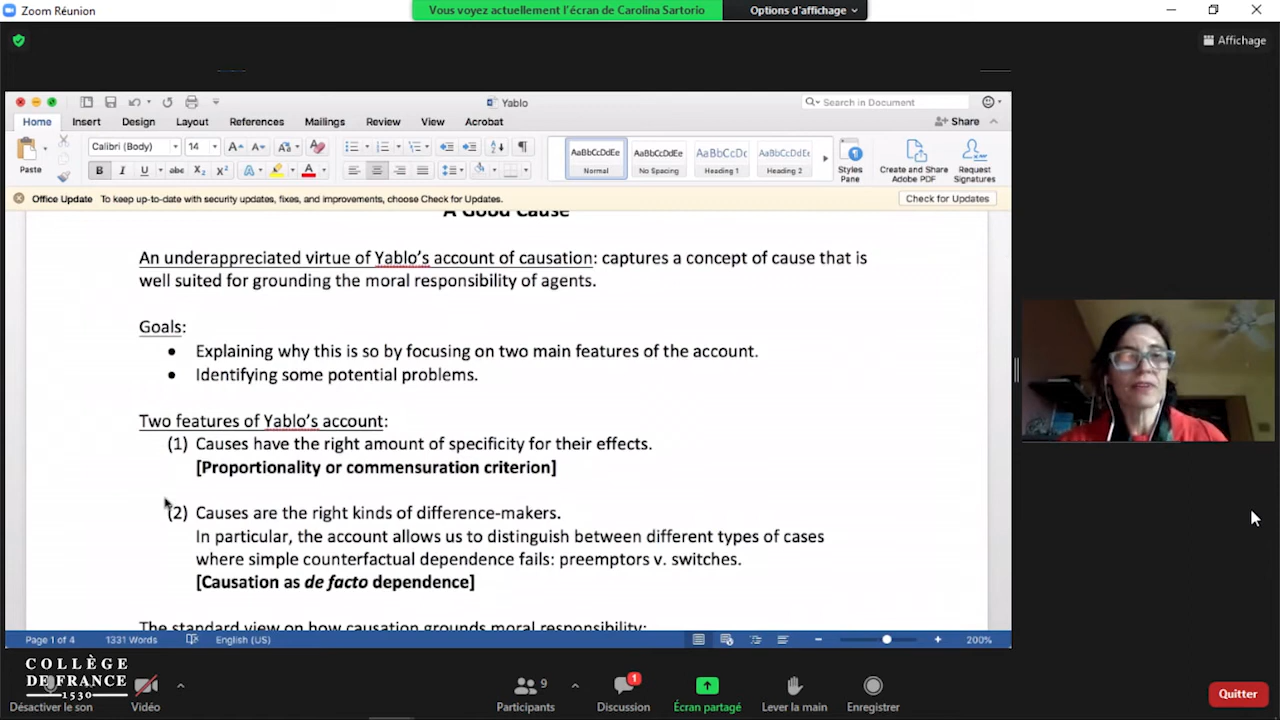 Zoom Réunion
Vous voyez actuellement l'écran de Carolina Sartorio
Options d'affichage
Affichage
Yablo
Search in Document
Home Insert Design Layout References Mailings Review View Acrobat
Share
Calibri (Body) 14
Paste
AaBbCcDdEe AaBbCcDdEe AaBbCcDc AaBbCcDdEe
Normal No Spacing Heading 1 Heading 2
Styles Pane
Create and Share Adobe PDF
Request Signatures
Office Update To keep up-to-date with security updates, fixes, and improvements, choose Check for Updates.
Check for Updates
A Good Cause
An underappreciated virtue of Yablo's account of causation: captures a concept of cause that is
well suited for grounding the moral responsibility of agents.
Goals:
• Explaining why this is so by focusing on two main features of the account.
• Identifying some potential problems.
Two features of Yablo's account:
(1) Causes have the right amount of specificity for their effects.
[Proportionality or commensuration criterion]
(2) Causes are the right kinds of difference-makers.
In particular, the account allows us to distinguish between different types of cases
where simple counterfactual dependence fails: preemptors v. switches.
[Causation as de facto dependence]
The standard view on how causation grounds moral responsibility:
Page 1 of 4 1331 Words English (US) 200%
COLLÈGE
DE FRANCE
1530
Désactiver le son
Vidéo
9
Participants
1
Discussion
Écran partagé
Lever la main
Enregistrer
Quitter